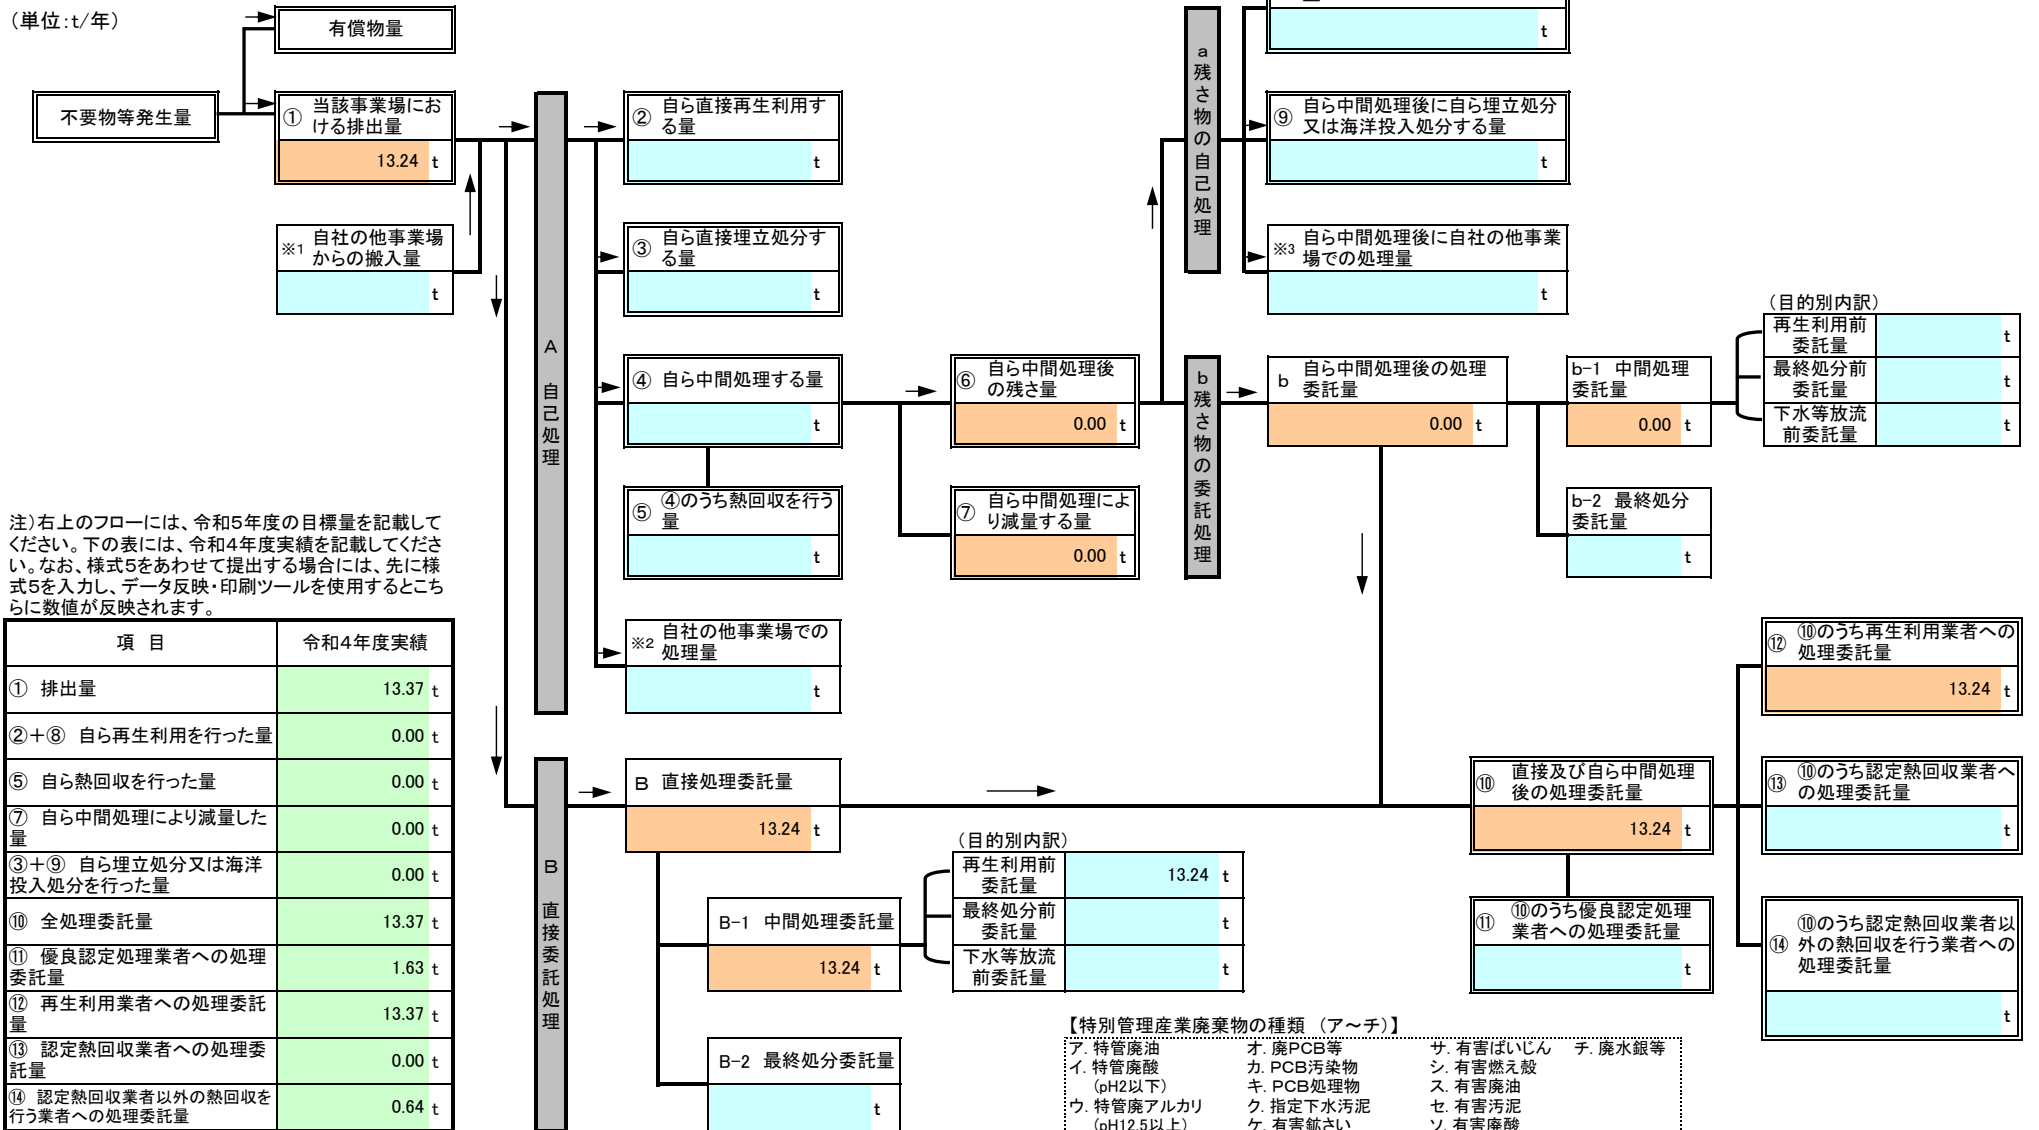 （単位:t/年）
有償物量
不要物等発生量
① 当該事業場にお
ける排出量
13.24 t
※1 自社の他事業場
からの搬入量
t
A 自己処理
② 自ら直接再生利用す
る量
t
③ 自ら直接埋立処分す
る量
t
④ 自ら中間処理する量
t
⑤ ④のうち熱回収を行う
量
t
※2 自社の他事業場での
処理量
t
⑥ 自ら中間処理後
の残さ量
0.00 t
⑦ 自ら中間処理によ
り減量する量
0.00 t
a 残さ物の自己処理
t
⑨ 自ら中間処理後に自ら埋立処分
又は海洋投入処分する量
t
※3 自ら中間処理後に自社の他事業
場での処理量
t
b 残さ物の委託処理
b 自ら中間処理後の処理
委託量
0.00 t
b-1 中間処理
委託量
0.00 t
（目的別内訳）
再生利用前
委託量
t
最終処分前
委託量
t
下水等放流
前委託量
t
b-2 最終処分
委託量
t
注）右上のフローには、令和5年度の目標量を記載して
ください。下の表には、令和4年度実績を記載してくださ
い。なお、様式5をあわせて提出する場合には、先に様
式5を入力し、データ反映・印刷ツールを使用するとこち
らに数値が反映されます。
項 目 令和4年度実績
① 排出量 13.37 t
②＋⑧ 自ら再生利用を行った量 0.00 t
⑤ 自ら熱回収を行った量 0.00 t
⑦ 自ら中間処理により減量した
量 0.00 t
③＋⑨ 自ら埋立処分又は海洋
投入処分を行った量 0.00 t
⑩ 全処理委託量 13.37 t
⑪ 優良認定処理業者への処理
委託量 1.63 t
⑫ 再生利用業者への処理委託
量 13.37 t
⑬ 認定熱回収業者への処理委
託量 0.00 t
⑭ 認定熱回収業者以外の熱回収を
行う業者への処理委託量 0.64 t
B 直接委託処理
B 直接処理委託量
13.24 t
B-1 中間処理委託量
13.24 t
（目的別内訳）
再生利用前
委託量
13.24 t
最終処分前
委託量
t
下水等放流
前委託量
t
B-2 最終処分委託量
t
⑩ 直接及び自ら中間処理
後の処理委託量
13.24 t
⑪ ⑩のうち優良認定処理
業者への処理委託量
t
⑫ ⑩のうち再生利用業者への
処理委託量
13.24 t
⑬ ⑩のうち認定熱回収業者へ
の処理委託量
t
⑭ ⑩のうち認定熱回収業者以
外の熱回収を行う業者への
処理委託量
t
【特別管理産業廃棄物の種類 （ア～チ）】
ア. 特管廃油 オ. 廃PCB等 サ. 有害ばいじん チ. 廃水銀等
イ. 特管廃酸 カ. PCB汚染物 シ. 有害燃え殻
（pH2以下） キ. PCB処理物 ス. 有害廃油
ウ. 特管廃アルカリ ク. 指定下水汚泥 セ. 有害汚泥
（pH12.5以上） ケ. 有害鉱さい ソ. 有害廃酸